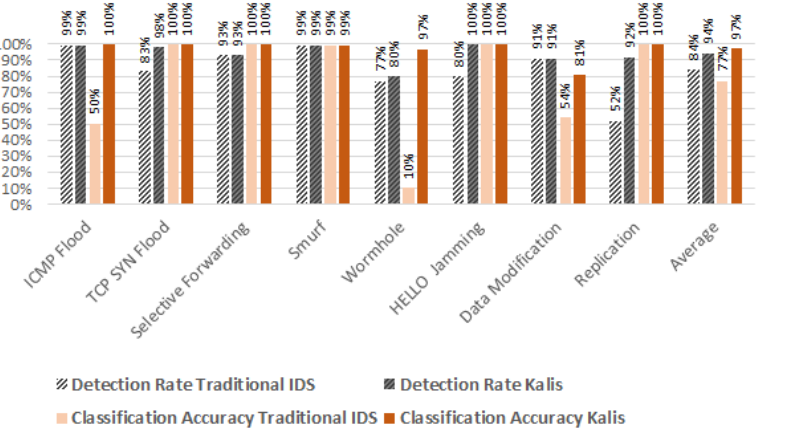 99% 99% 50% 100% 83% 98% 100% 100% 93% 93% 100% 100% 99% 99% 99% 99% 77% 80% 10% 97% 80% 100% 100% 100% 91% 91% 54% 81% 52% 92% 100% 100% 84% 94% 77% 97%
100%
90%
80%
70%
60%
50%
40%
30%
20%
10%
0%
ICMP Flood
TCP SYN Flood
Selective Forwarding
Smurf
Wormhole
HELLO Jamming
Data Modification
Replication
Average
Detection Rate Traditional IDS
Detection Rate Kalis
Classification Accuracy Traditional IDS
Classification Accuracy Kalis